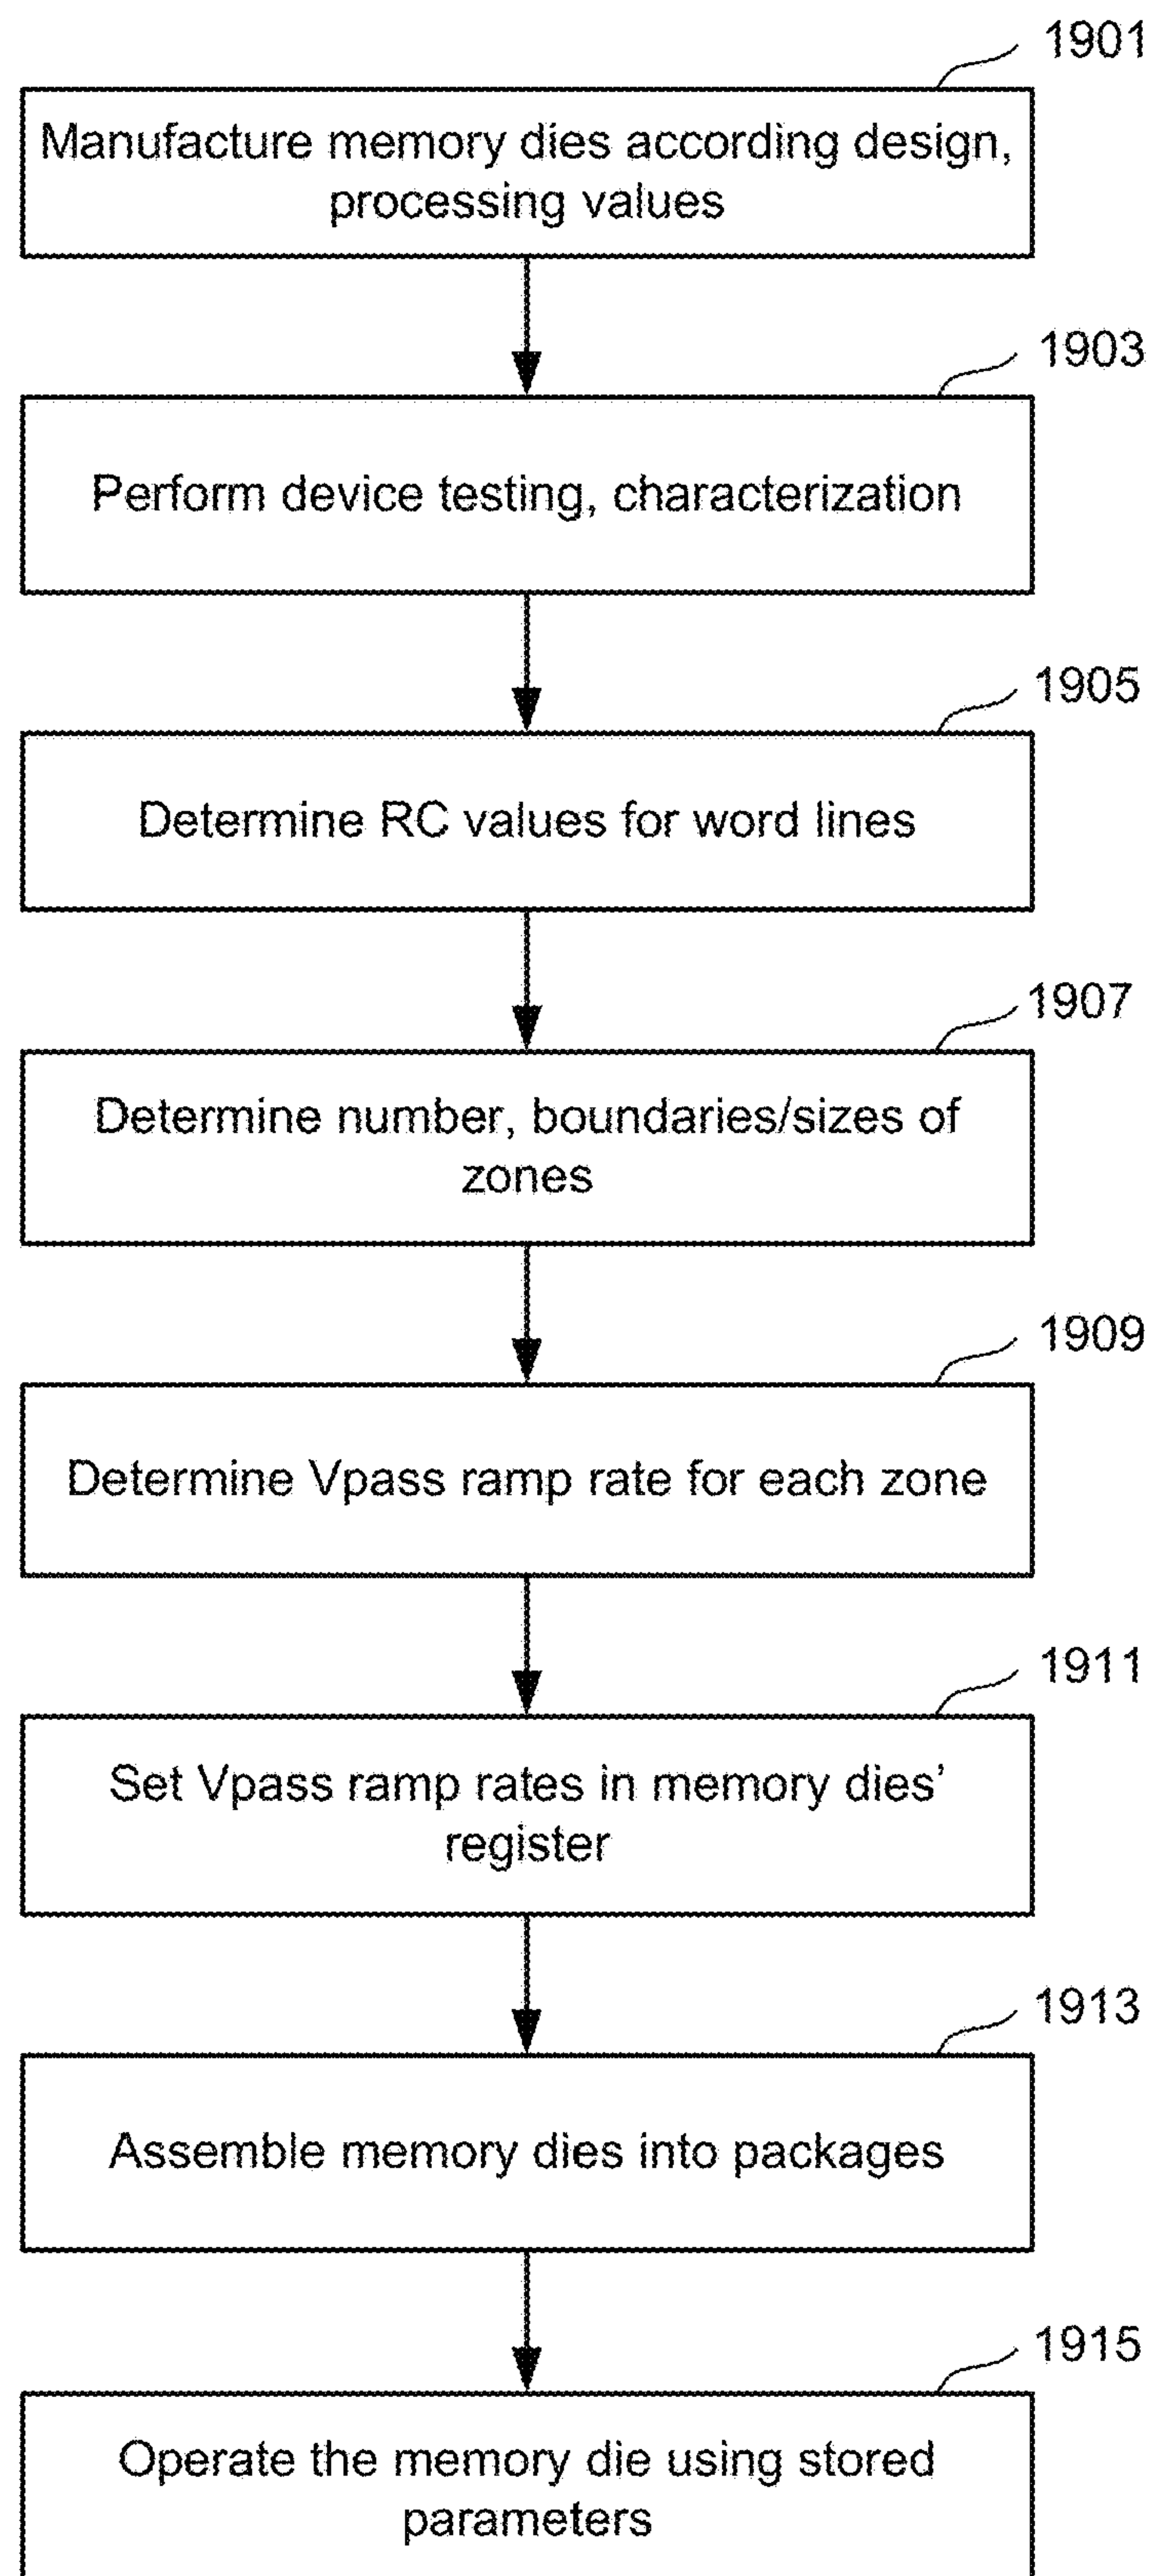 1901
Manufacture memory dies according design,
processing values
1903
Perform device testing, characterization
1905
Determine RC values for word lines
1907
Determine number, boundaries/sizes of
zones
1909
Determine Vpass ramp rate for each zone
1911
Set Vpass ramp rates in memory dies’
register
1913
Assemble memory dies into packages
1915
Operate the memory die using stored
parameters